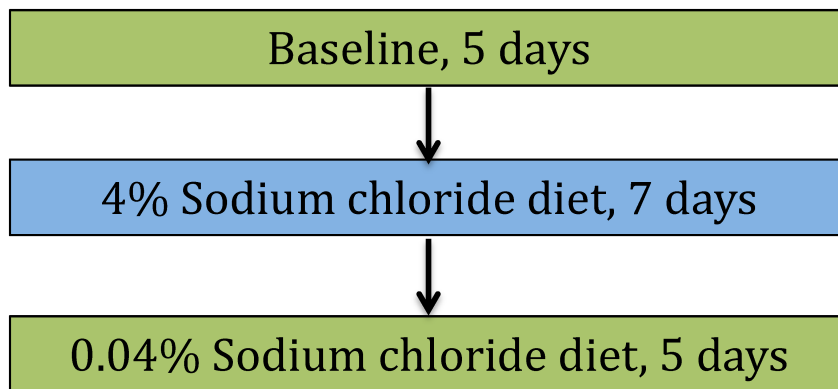 Baseline, 5 days
4% Sodium chloride diet, 7 days
0.04% Sodium chloride diet, 5 days